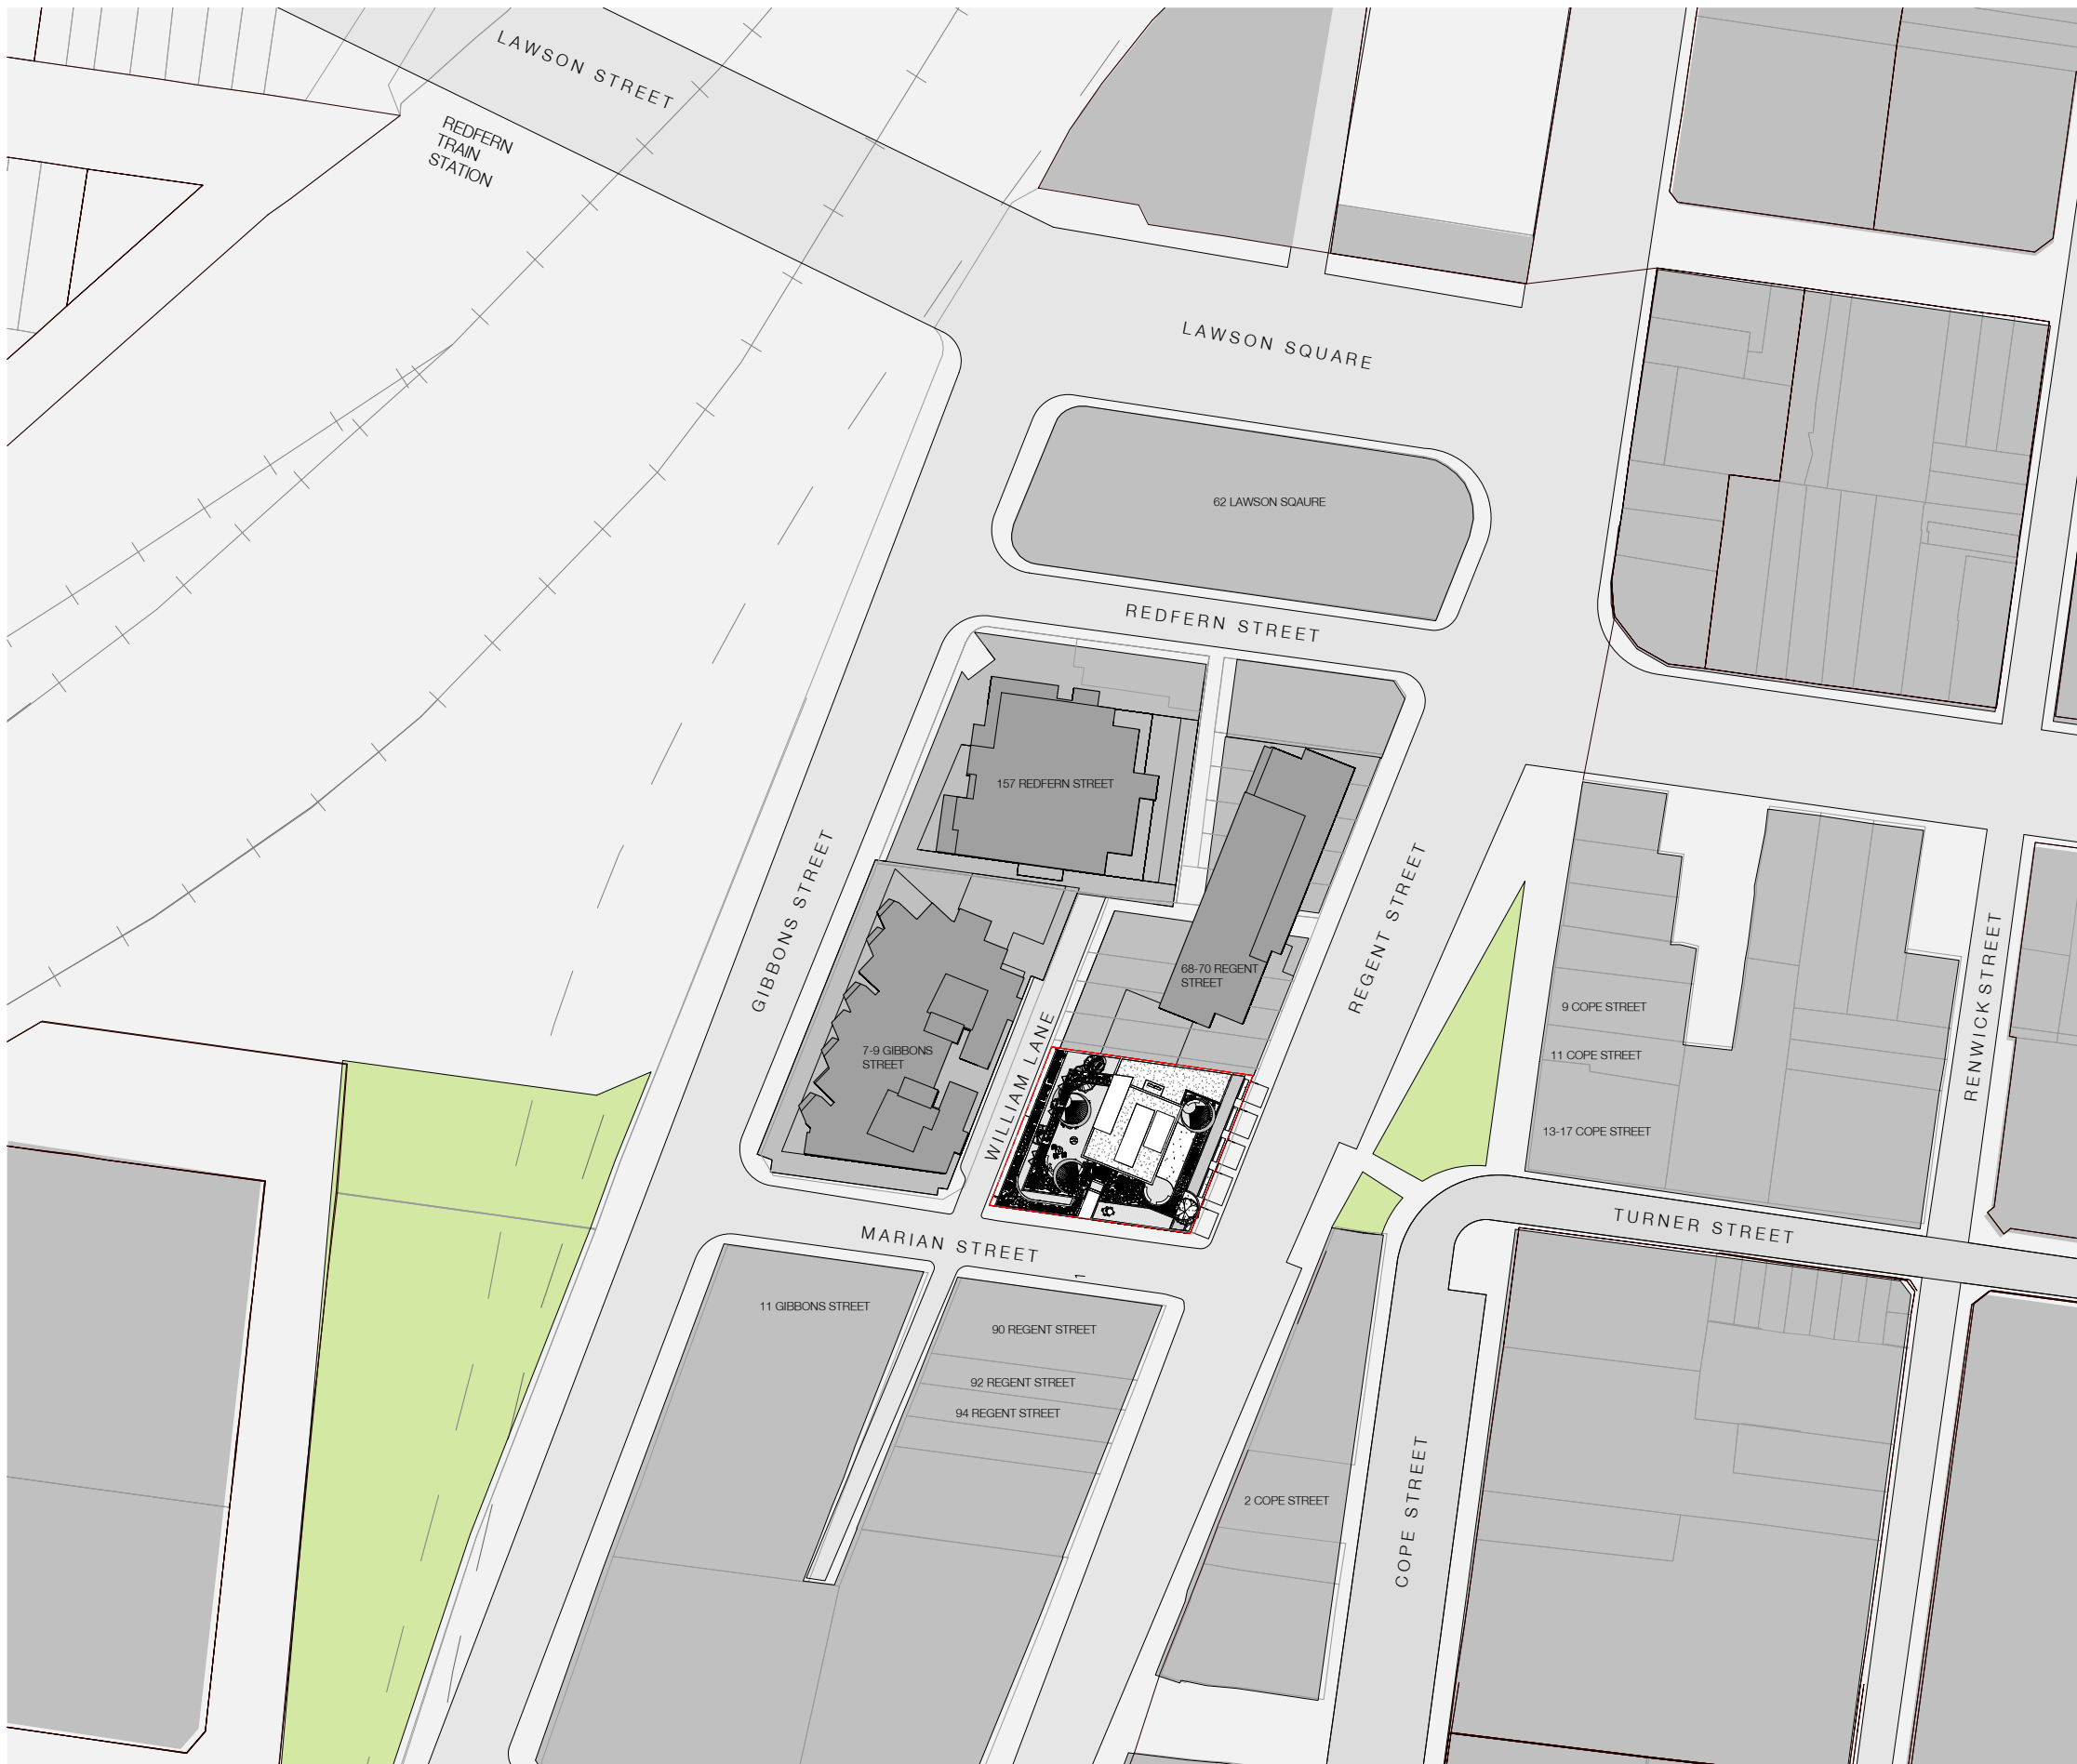 LAWSON STREET
REDFERN
TRAIN
STATION
LAWSON SQUARE
62 LAWSON SQAURE
REDFERN STREET
157 REDFERN STREET
GIBBONS STREET
REGENT STREET
68-70 REGENT
STREET
9 COPE STREET
RENWICK STREET
7-9 GIBBONS
STREET
WILLIAM LANE
11 COPE STREET
13-17 COPE STREET
TURNER STREET
MARIAN STREET
11 GIBBONS STREET
90 REGENT STREET
92 REGENT STREET
94 REGENT STREET
2 COPE STREET
COPE STREET